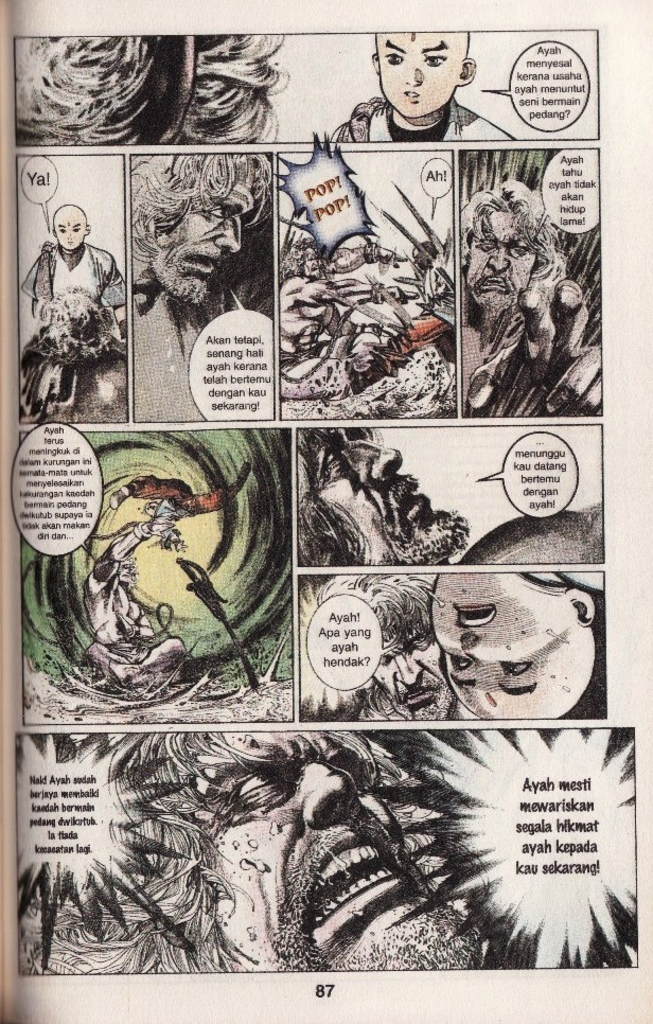 Ayah
menyesal
kerana usaha
ayah menuntut
seni bermain
pedang?
Ya!
Akan tetapi,
senang hati
ayah kerana
telah bertemu
dengan kau
sekarang!
POP!
POP!
Ah!
Ayah
tahu
ayah tidak
akan
hidup
lama!
Ayah
terus
meningkuk di
dalam kurungan ini
semata-mata untuk
menyelesaikan
kekurangan kaedah
bermain pedang
dwikutub supaya ia
tidak akan makan
diri dan...
...
menunggu
kau datang
bertemu
dengan
ayah!
Ayah!
Apa yang
ayah
hendak?
Nak! Ayah sudah
berjaya membaiki
kaedah bermain
pedang dwikutub.
Ia tiada
kecacatan lagi.
Ayah mesti
mewariskan
segala hikmat
ayah kepada
kau sekarang!
87